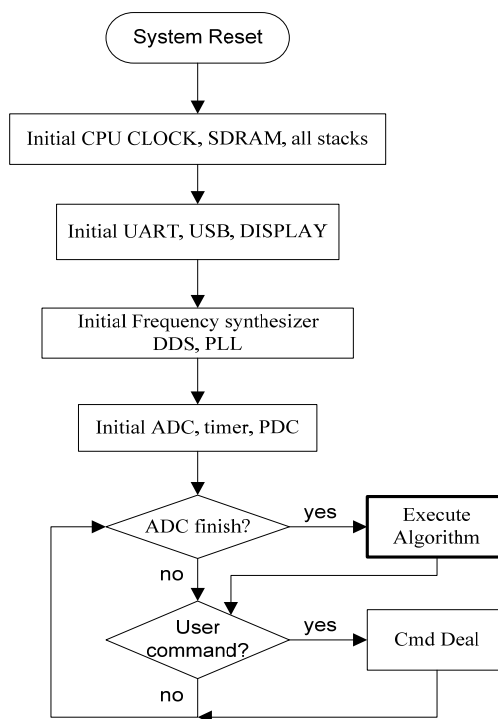 System Reset
Initial CPU CLOCK, SDRAM, all stacks
Initial UART, USB, DISPLAY
Initial Frequency synthesizer
DDS, PLL
Initial ADC, timer, PDC
ADC finish?
yes
Execute
Algorithm
no
User
command?
yes
Cmd Deal
no